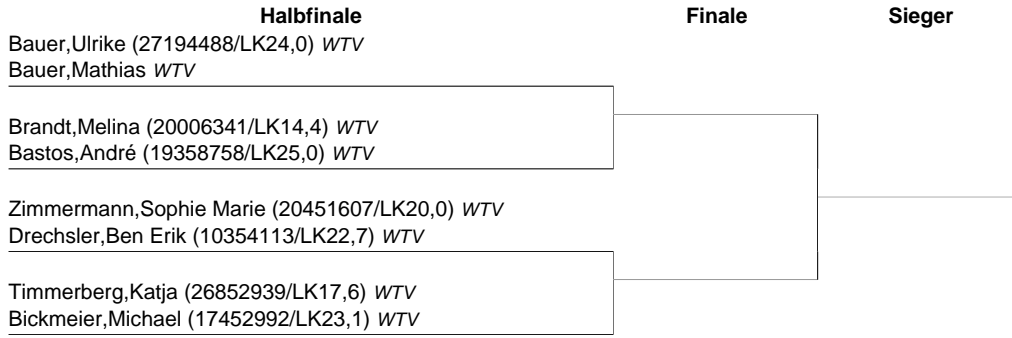 Halbfinale Finale Sieger
Bauer,Ulrike (27194488/LK24,0) WTV
Bauer,Mathias WTV
Brandt,Melina (20006341/LK14,4) WTV
Bastos,André (19358758/LK25,0) WTV
Zimmermann,Sophie Marie (20451607/LK20,0) WTV
Drechsler,Ben Erik (10354113/LK22,7) WTV
Timmerberg,Katja (26852939/LK17,6) WTV
Bickmeier,Michael (17452992/LK23,1) WTV